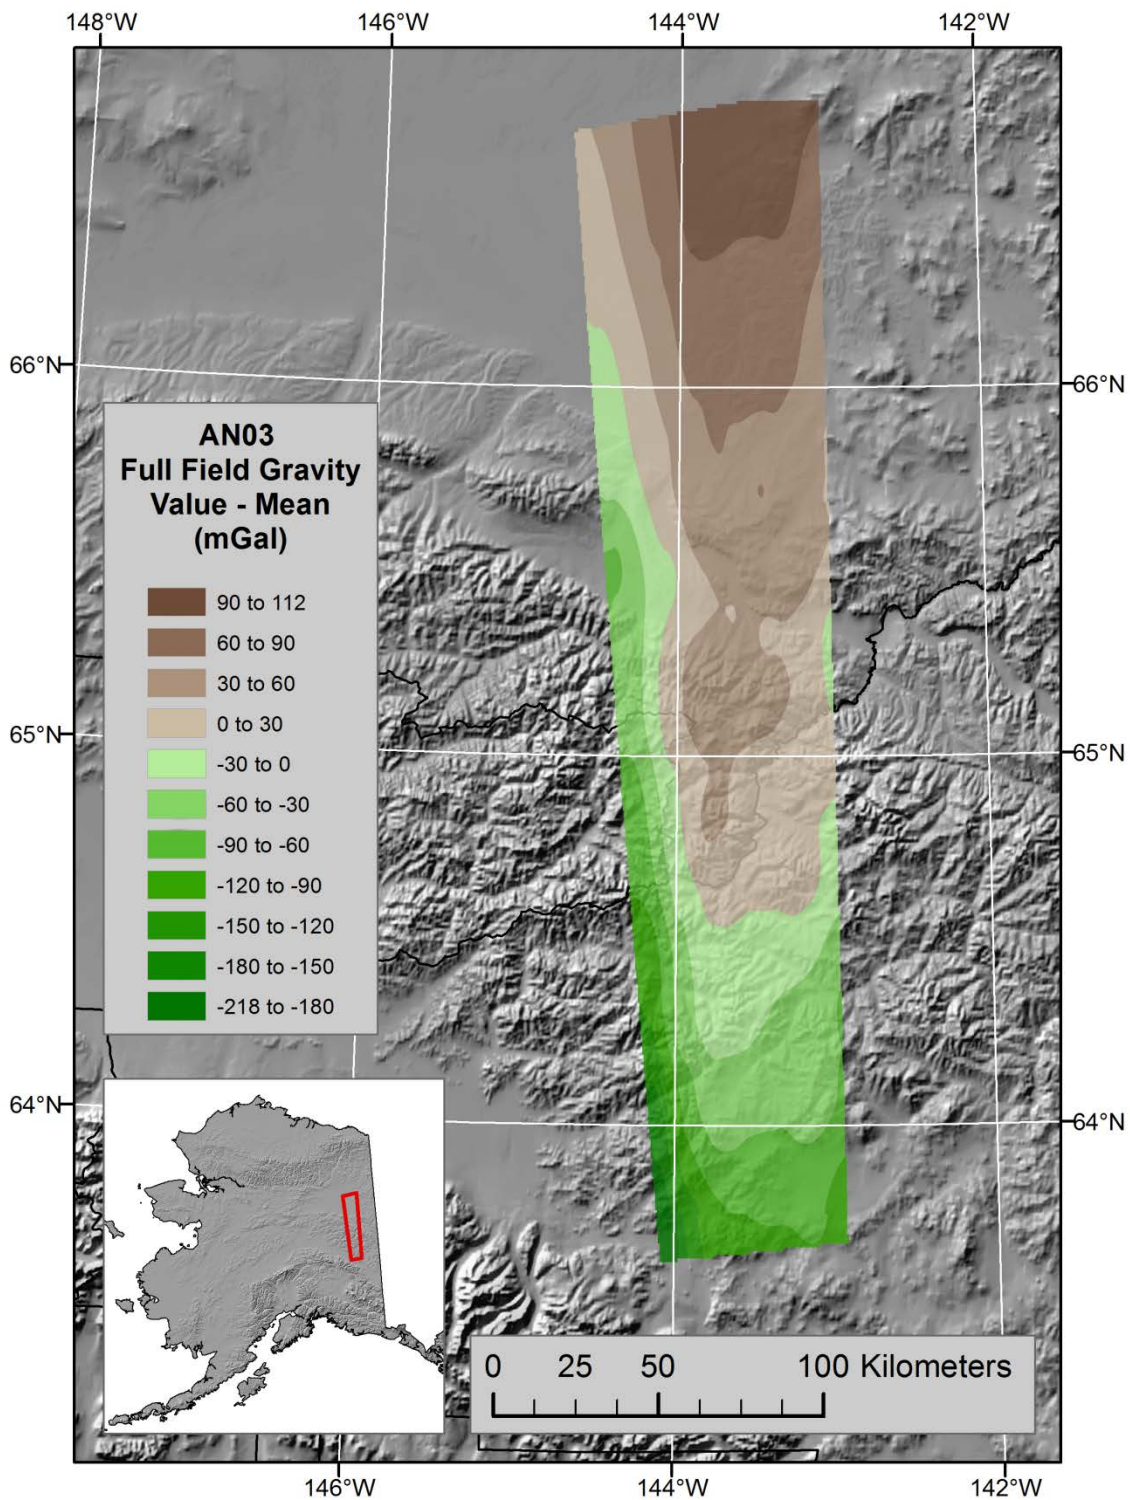 148°W 146°W 144°W 142°W
66°N 66°N
AN03
Full Field Gravity
Value - Mean
(mGal)
90 to 112
60 to 90
30 to 60
0 to 30
-30 to 0
-60 to -30
-90 to -60
-120 to -90
-150 to -120
-180 to -150
-218 to -180
65°N 65°N
64°N 64°N
0 25 50 100 Kilometers
146°W 144°W 142°W